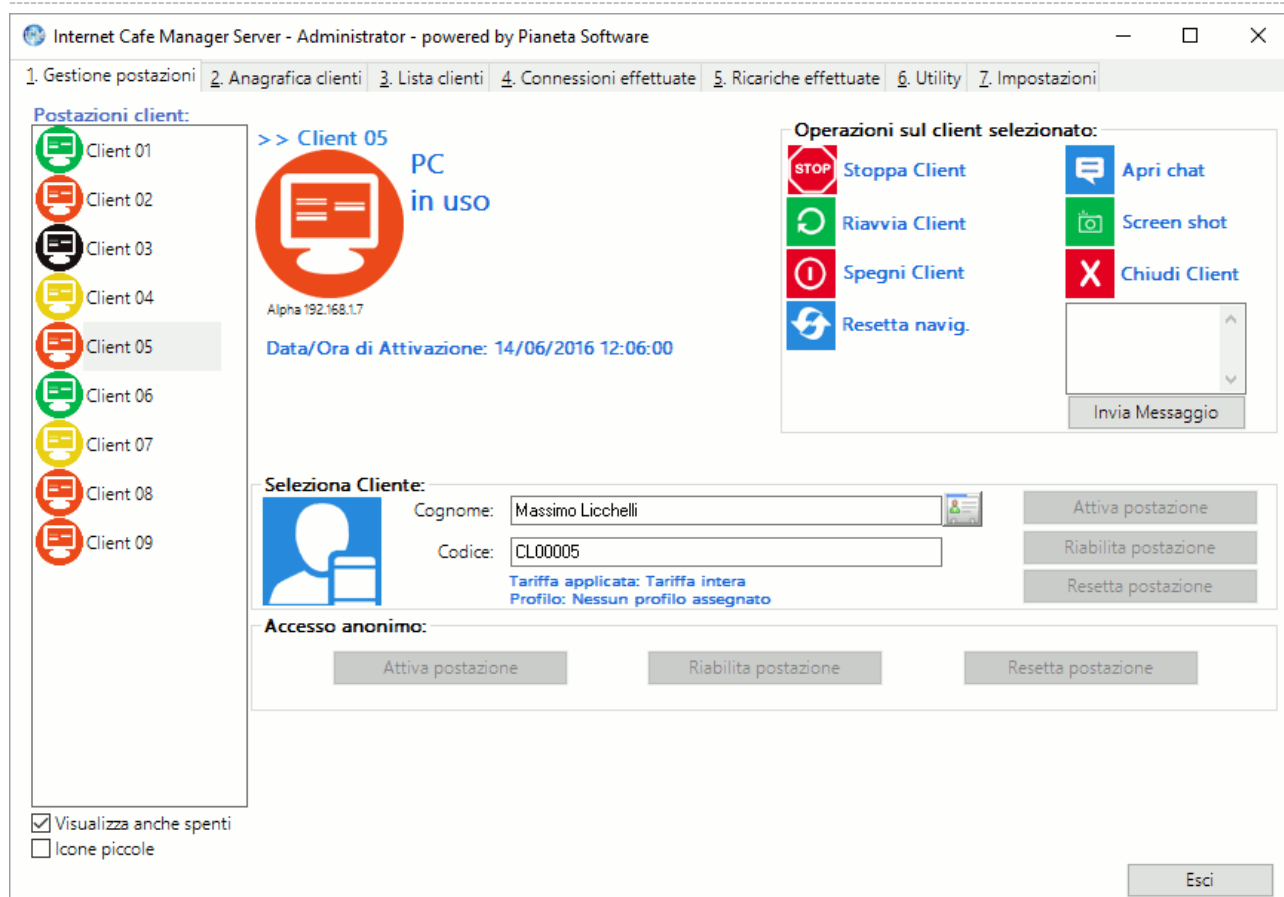 Internet Cafe Manager Server - Administrator - powered by Pianeta Software
1. Gestione postazioni 2. Anagrafica clienti 3. Lista clienti 4. Connessioni effettuate 5. Ricariche effettuate 6. Utility 7. Impostazioni
Postazioni client:
Client 01
Client 02
Client 03
Client 04
Client 05
Client 06
Client 07
Client 08
Client 09
Visualizza anche spenti
Icone piccole
>> Client 05
PC
in uso
Alpha 192.168.1.7
Data/Ora di Attivazione: 14/06/2016 12:06:00
Operazioni sul client selezionato:
STOP Stoppa Client
Riavvia Client
Spegni Client
Resetta navig.
Apri chat
Screen shot
X Chiudi Client
Invia Messaggio
Seleziona Cliente:
Cognome: Massimo Licchelli
Codice: CL00005
Tariffa applicata: Tariffa intera
Profilo: Nessun profilo assegnato
Attiva postazione
Riabilita postazione
Resetta postazione
Accesso anonimo:
Attiva postazione Riabilita postazione Resetta postazione
Esci